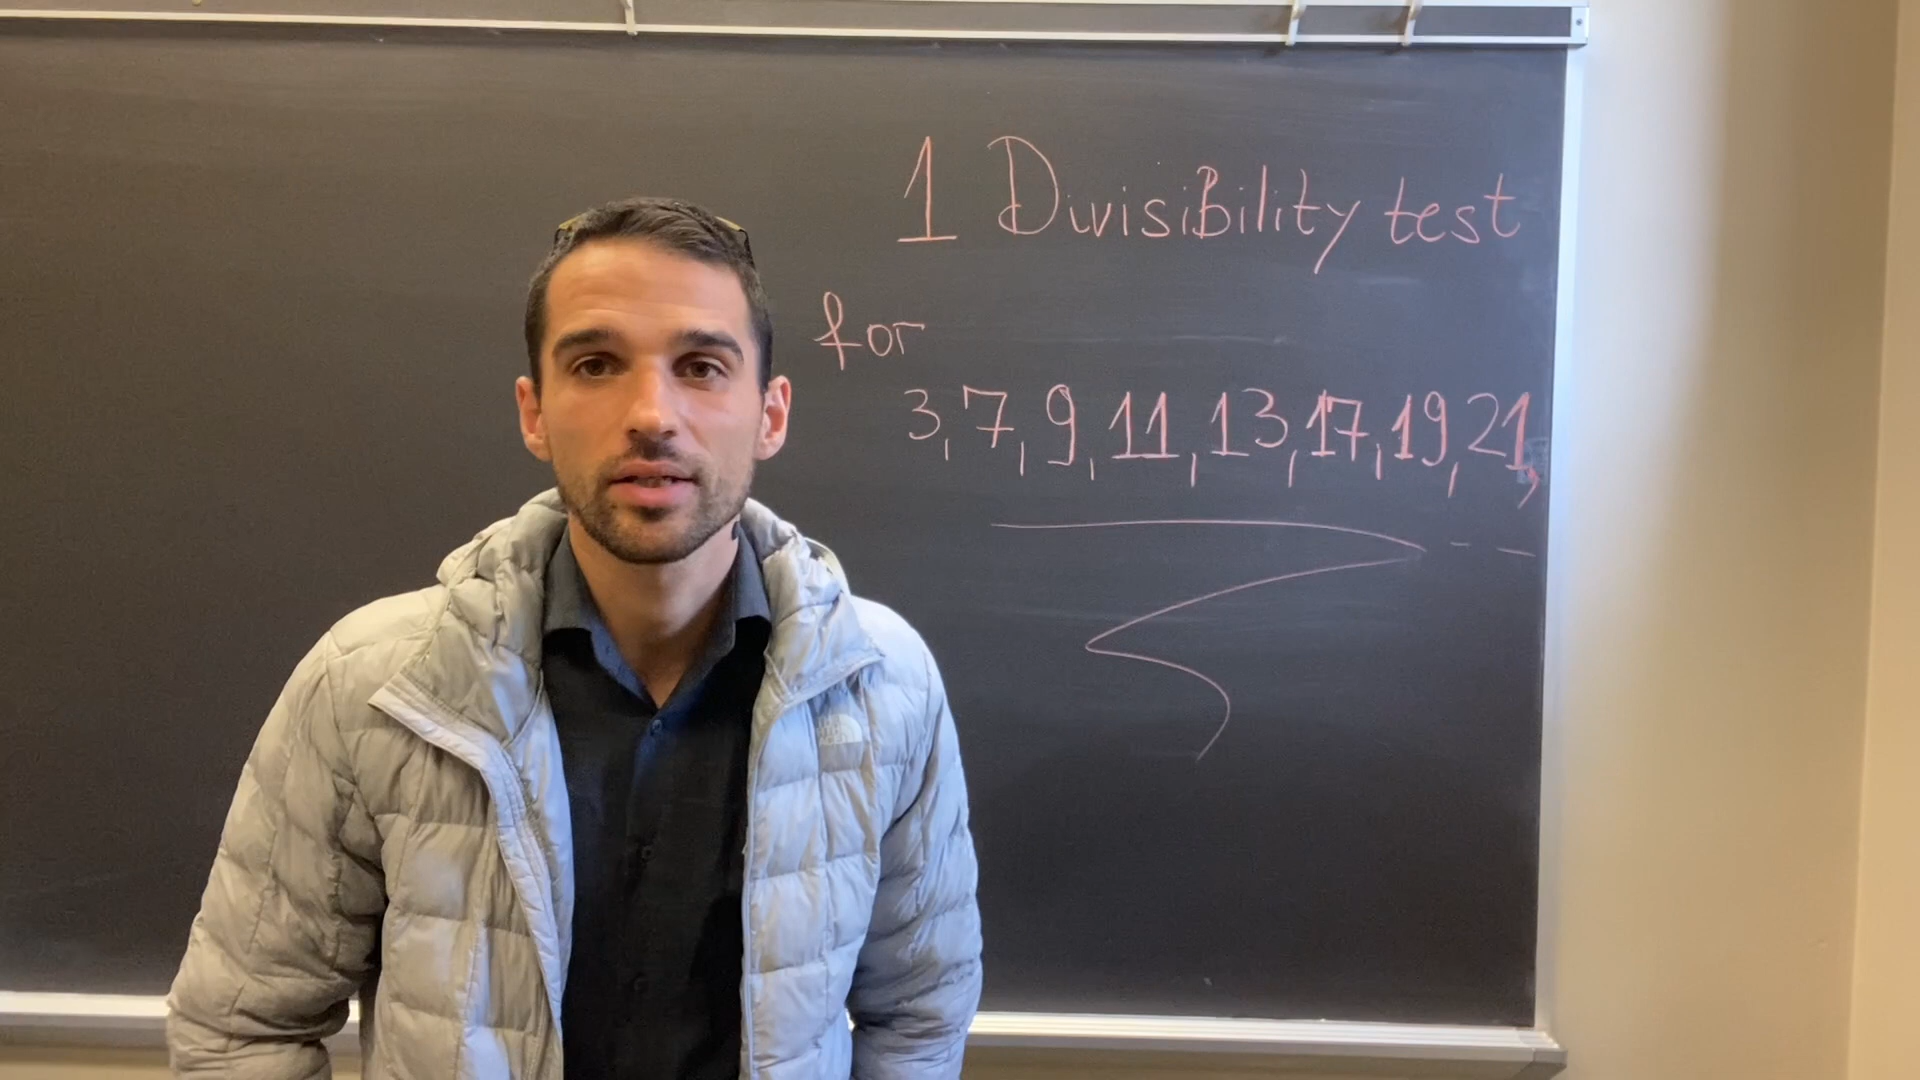 1 DivisiBility test
for
3, 7, 9, 11, 13, 17, 19, 21,